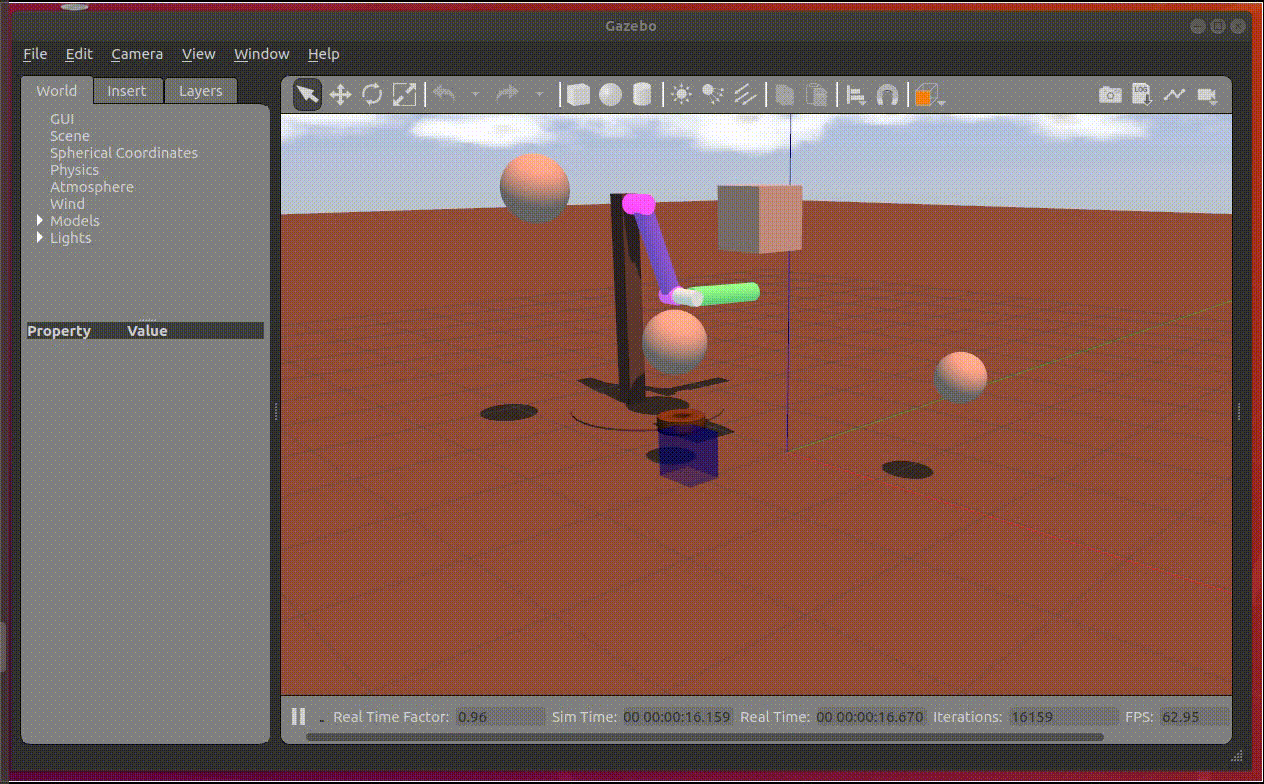 Gazebo
File Edit Camera View Window Help
World Insert Layers
LOG
GUI
Scene
Spherical Coordinates
Physics
Atmosphere
Wind
Models
Lights
Property Value
Real Time Factor: 0.96 Sim Time: 00 00:00:16.159 Real Time: 00 00:00:16.670 Iterations: 16159 FPS: 62.95